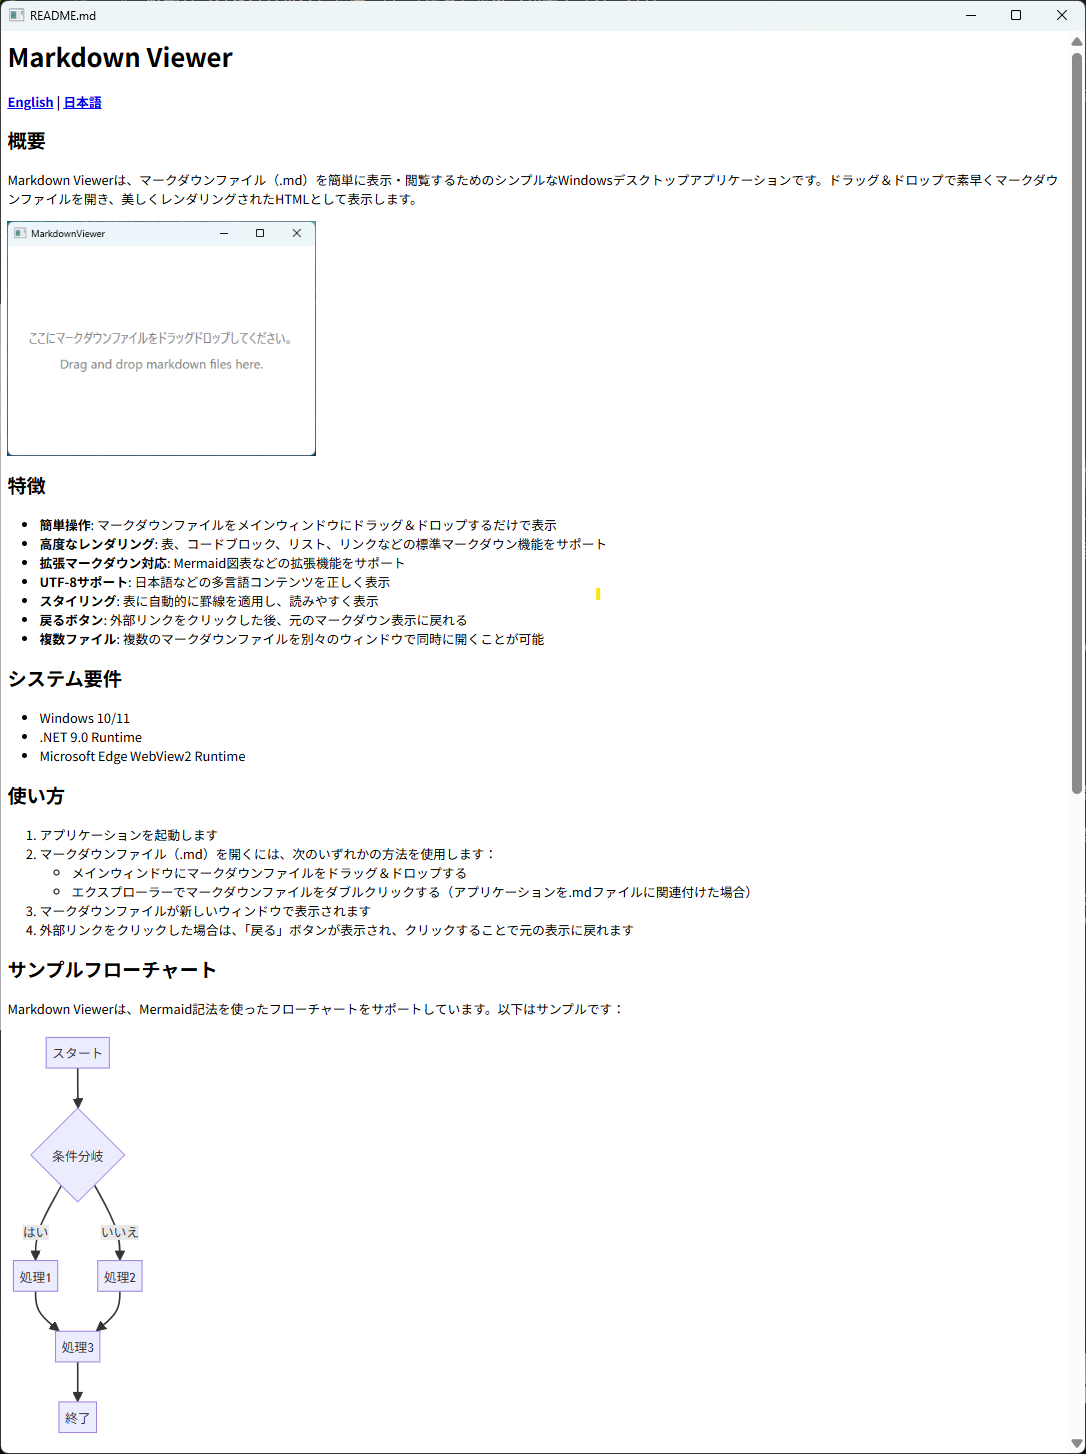 README.md
Markdown Viewer
English | 日本語
概要
Markdown Viewerは、マークダウンファイル（.md）を簡単に表示・閲覧するためのシンプルなWindowsデスクトップアプリケーションです。ドラッグ＆ドロップで素早くマークダウ
ンファイルを開き、美しくレンダリングされたHTMLとして表示します。
MarkdownViewer
ここにマークダウンファイルをドラッグドロップしてください。
Drag and drop markdown files here.
特徴
簡単操作: マークダウンファイルをメインウィンドウにドラッグ＆ドロップするだけで表示
高度なレンダリング: 表、コードブロック、リスト、リンクなどの標準マークダウン機能をサポート
拡張マークダウン対応: Mermaid図表などの拡張機能をサポート
UTF-8サポート: 日本語などの多言語コンテンツを正しく表示
スタイリング: 表に自動的に罫線を適用し、読みやすく表示
戻るボタン: 外部リンクをクリックした後、元のマークダウン表示に戻れる
複数ファイル: 複数のマークダウンファイルを別々のウィンドウで同時に開くことが可能
システム要件
Windows 10/11
.NET 9.0 Runtime
Microsoft Edge WebView2 Runtime
使い方
1. アプリケーションを起動します
2. マークダウンファイル（.md）を開くには、次のいずれかの方法を使用します：
メインウィンドウにマークダウンファイルをドラッグ＆ドロップする
エクスプローラーでマークダウンファイルをダブルクリックする（アプリケーションを.mdファイルに関連付けた場合）
3. マークダウンファイルが新しいウィンドウで表示されます
4. 外部リンクをクリックした場合は、「戻る」ボタンが表示され、クリックすることで元の表示に戻れます
サンプルフローチャート
Markdown Viewerは、Mermaid記法を使ったフローチャートをサポートしています。以下はサンプルです：
スタート
条件分岐
はい
いいえ
処理1
処理2
処理3
終了